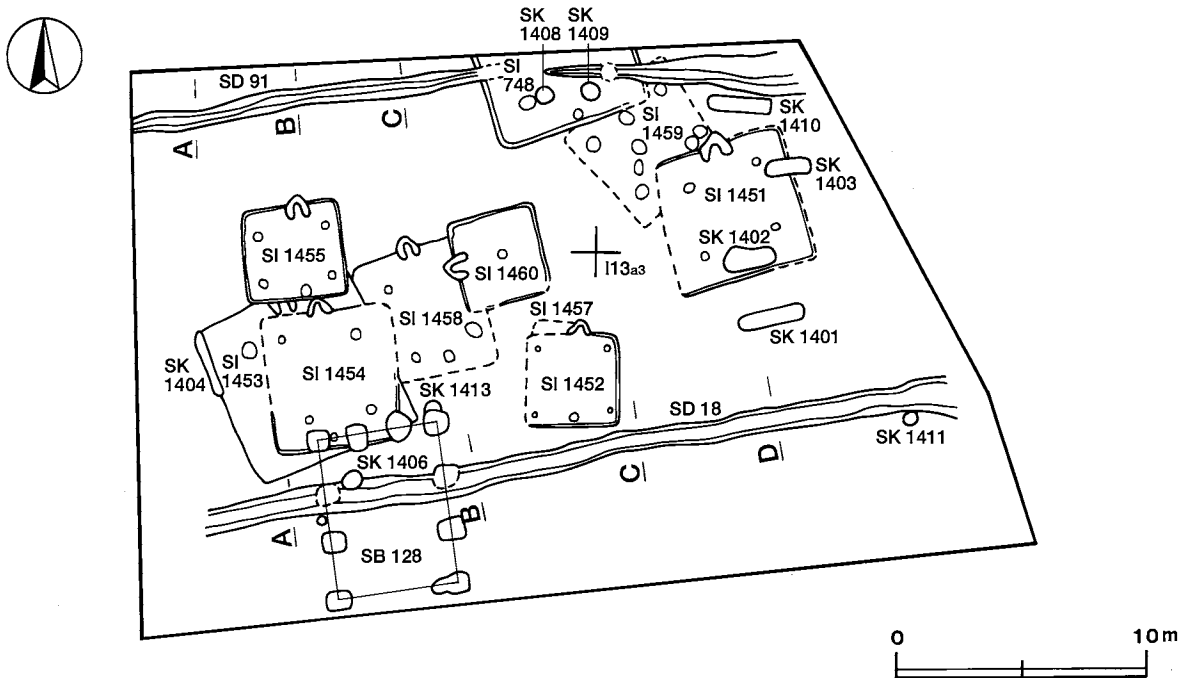 SK
1408
SK
1409
SD 91
SI
748
A
B
C
SI
1459
SK
1410
SK
1403
SI 1451
SI 1455
SI 1460
SK 1402
I13a3
SI 1458
SI 1457
SK 1401
SK
1404
SI
1453
SI 1454
SI 1452
SK 1413
SD 18
SK 1411
SK 1406
C
D
A
B
SB 128
0
10m